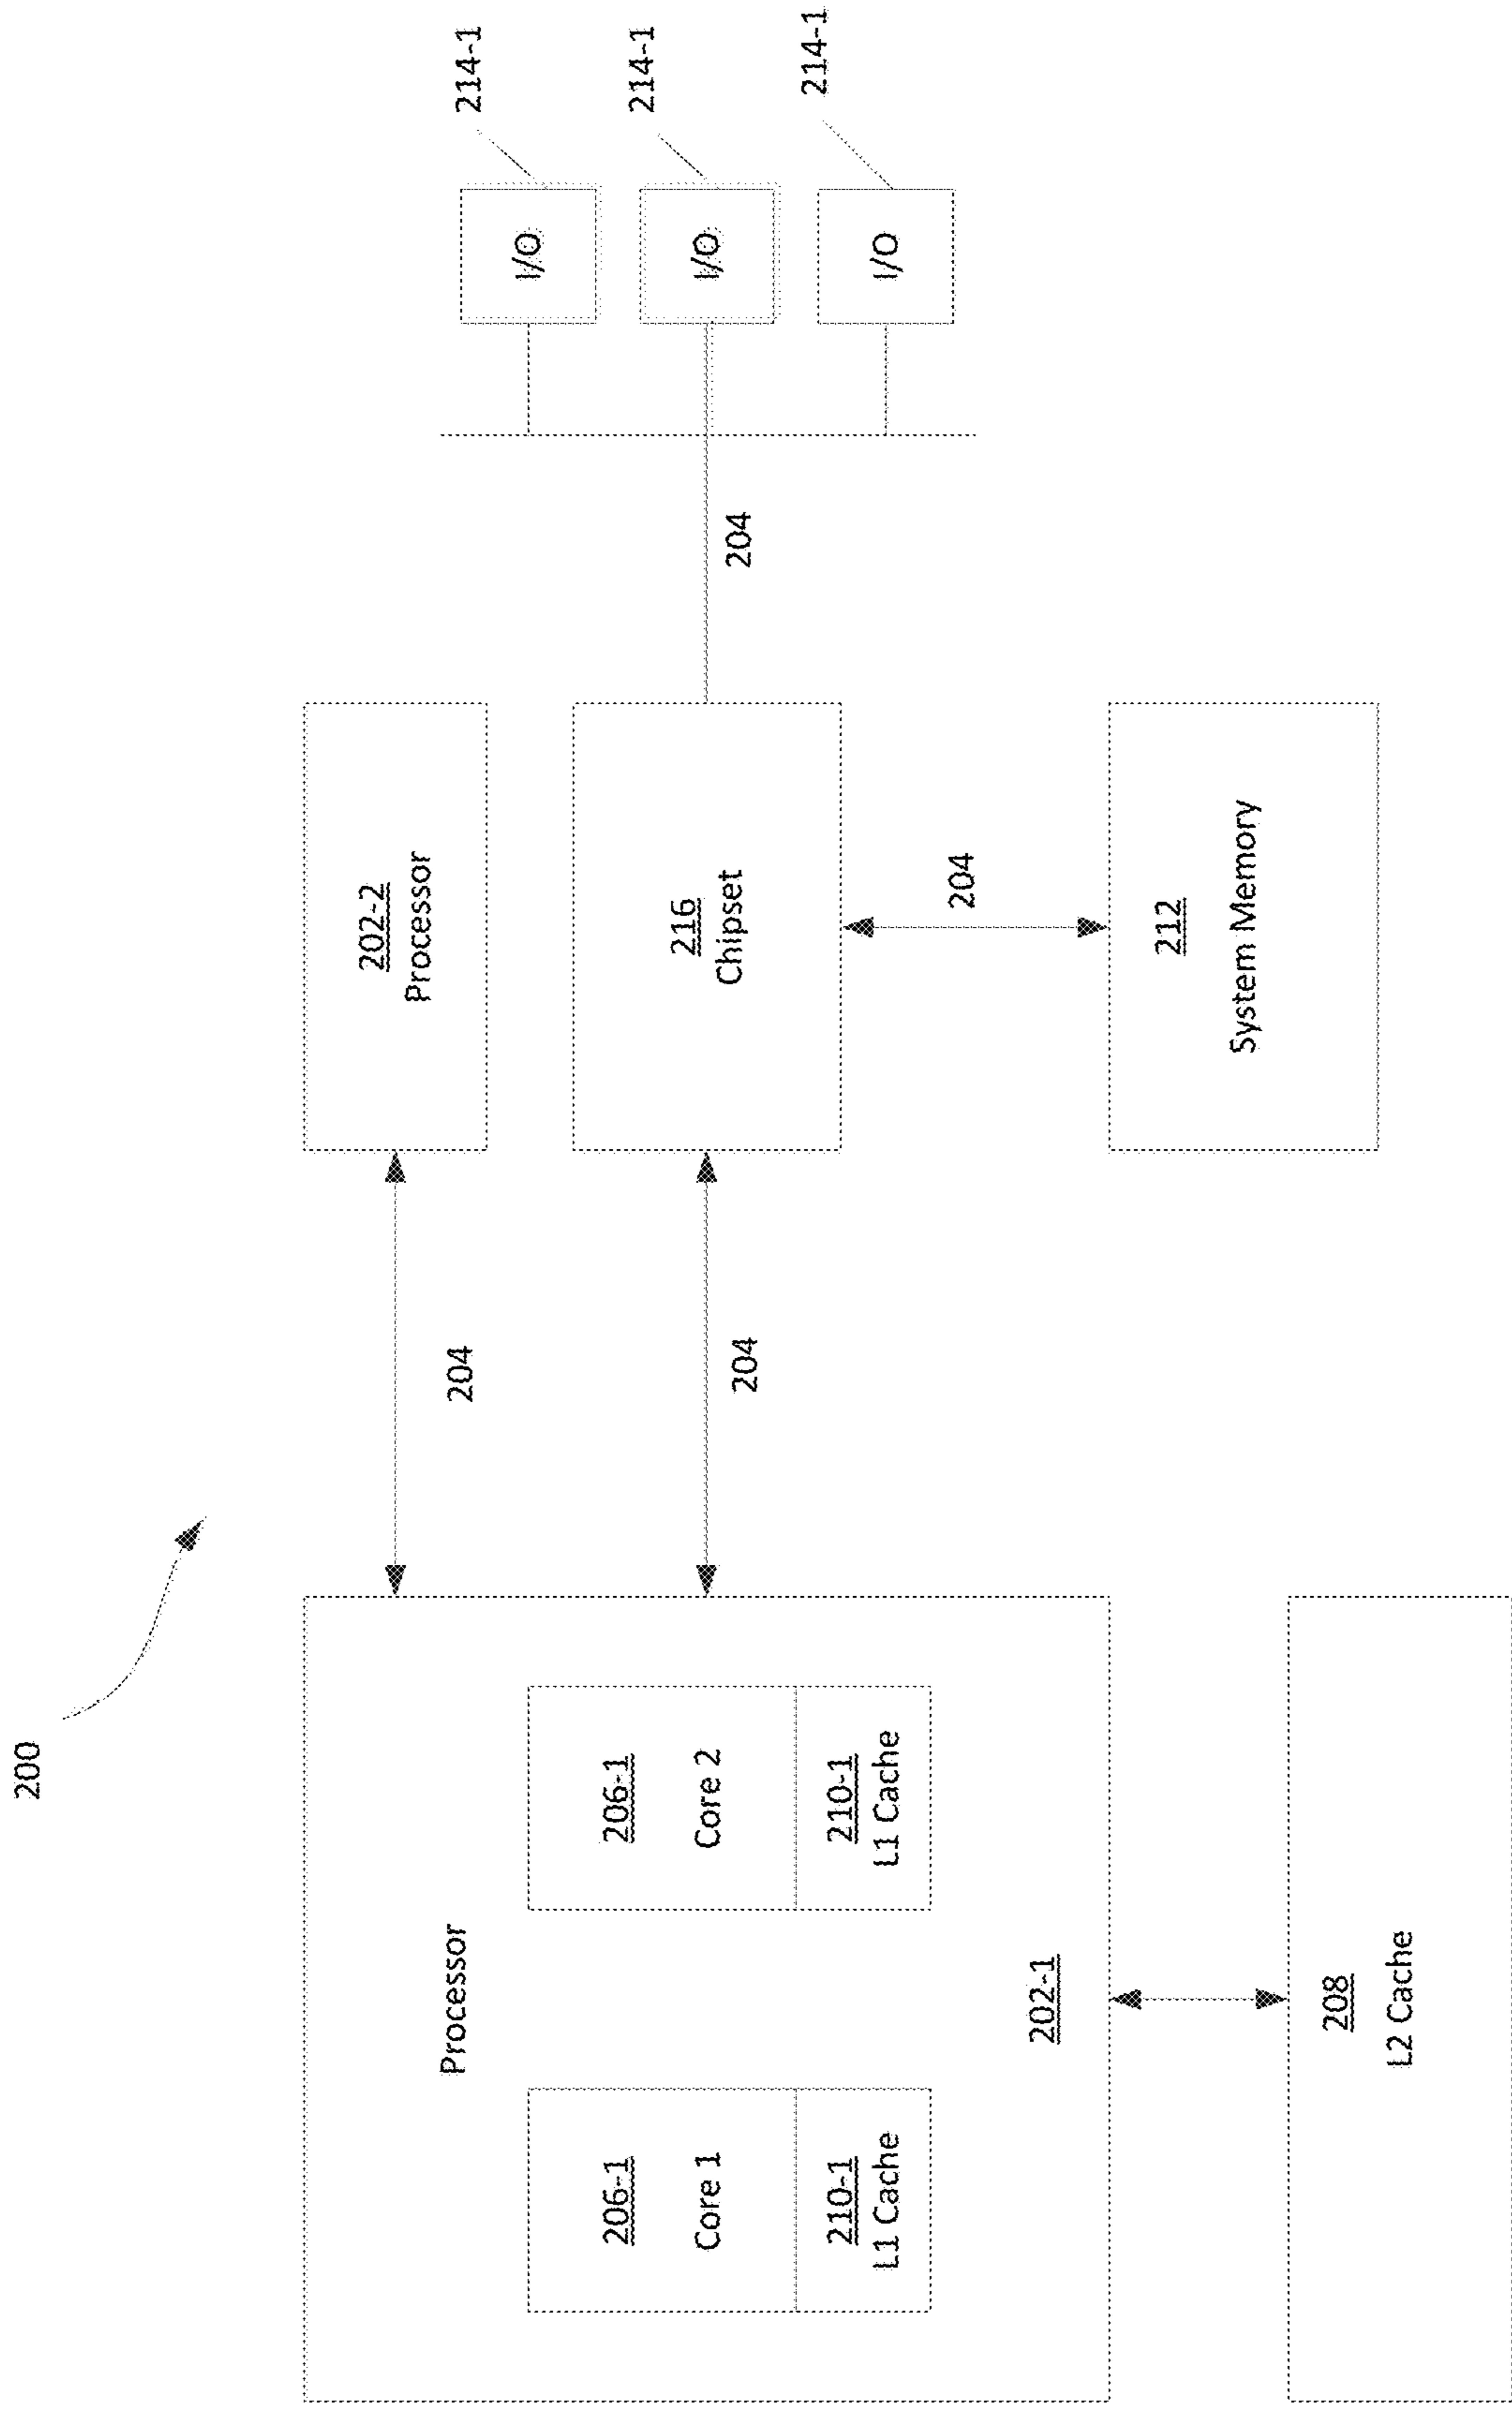 200
Processor
206-1
Core 1
210-1
L1 Cache
206-1
Core 2
210-1
L1 Cache
202-1
208
L2 Cache
204
204
202-2
Processor
216
Chipset
204
212
System Memory
204
I/O
214-1
I/O
214-1
I/O
214-1